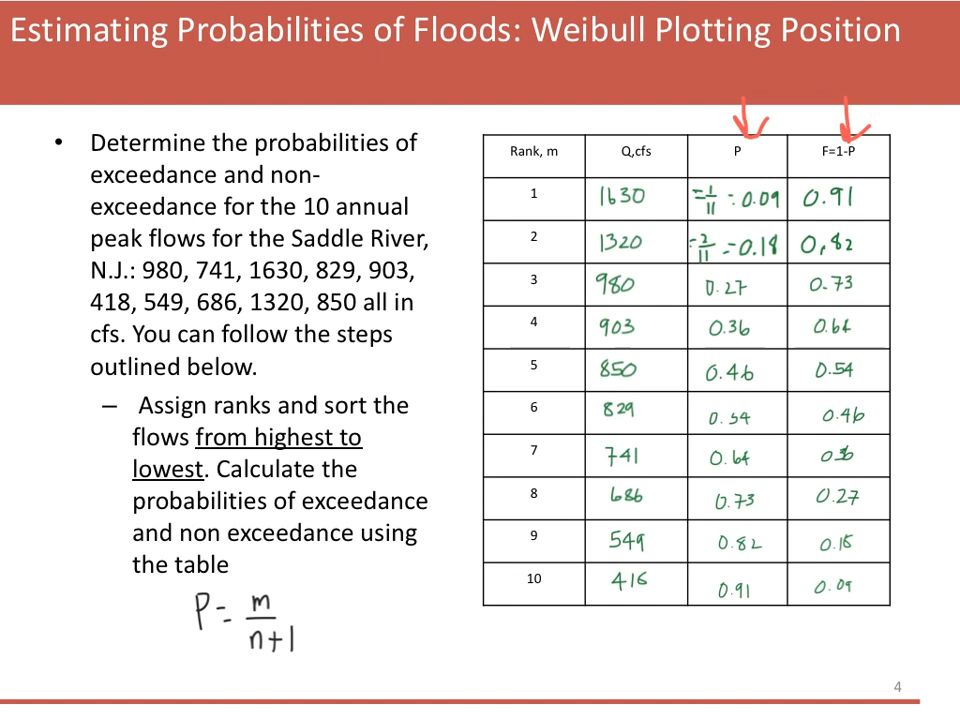 Estimating Probabilities of Floods: Weibull Plotting Position
• Determine the probabilities of
exceedance and non-
exceedance for the 10 annual
peak flows for the Saddle River,
N.J.: 980, 741, 1630, 829, 903,
418, 549, 686, 1320, 850 all in
cfs. You can follow the steps
outlined below.
– Assign ranks and sort the
flows from highest to
lowest. Calculate the
probabilities of exceedance
and non exceedance using
the table
P = m/(n+1)
Rank, m Q,cfs P F=1-P
1 1630 =1/11 = 0.09 0.91
2 1320 =2/11 =0.18 0.82
3 980 0.27 0.73
4 903 0.36 0.64
5 850 0.46 0.54
6 829 0.54 0.46
7 741 0.64
8 686 0.73 0.27
9 549 0.82
10 0.91 0.09
4